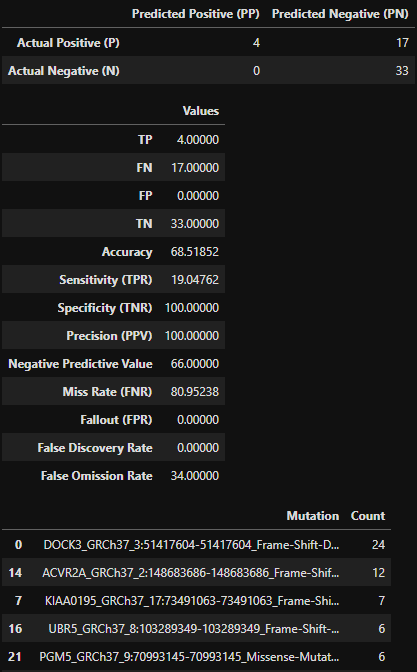 Predicted Positive (PP) Predicted Negative (PN)
Actual Positive (P) 4 17
Actual Negative (N) 0 33
Values
TP 4.00000
FN 17.00000
FP 0.00000
TN 33.00000
Accuracy 68.51852
Sensitivity (TPR) 19.04762
Specificity (TNR) 100.00000
Precision (PPV) 100.00000
Negative Predictive Value 66.00000
Miss Rate (FNR) 80.95238
Fallout (FPR) 0.00000
False Discovery Rate 0.00000
False Omission Rate 34.00000
Mutation Count
0 DOCK3_GRCh37_3:51417604-51417604_Frame-Shift-D... 24
14 ACVR2A_GRCh37_2:148683686-148683686_Frame-Shif... 12
7 KIAA0195_GRCh37_17:73491063-73491063_Frame-Shi... 7
16 UBR5_GRCh37_8:103289349-103289349_Frame-Shift-... 6
21 PGM5_GRCh37_9:70993145-70993145_Missense-Mutat... 6